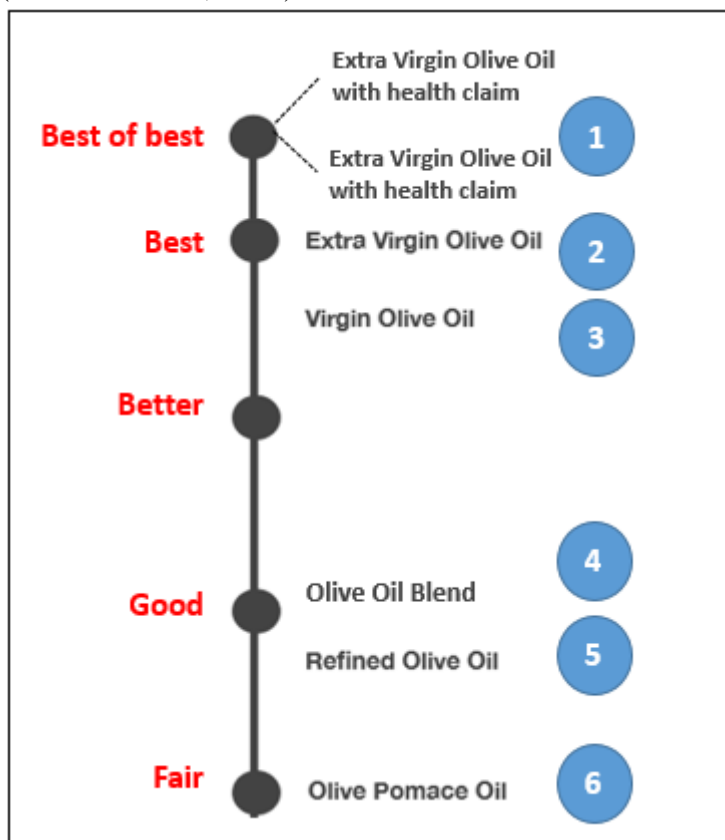 Extra Virgin Olive Oil
with health claim
Best of best
1
Extra Virgin Olive Oil
with health claim
Best
Extra Virgin Olive Oil
2
Virgin Olive Oil
3
Better
4
Good
Olive Oil Blend
Refined Olive Oil
5
Fair
Olive Pomace Oil
6